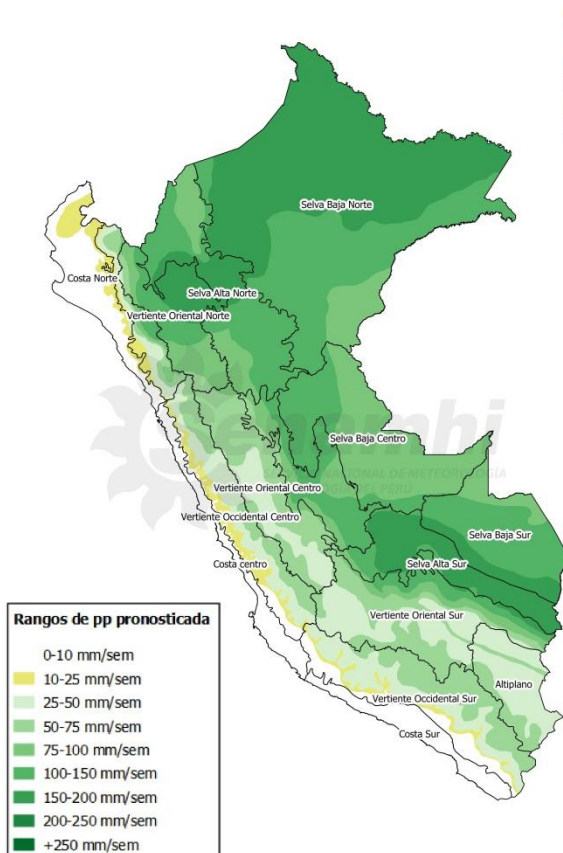 Selva Baja Norte
Costa Norte
Selva Alta Norte
Vertiente Oriental Norte
Senamhi
Selva Baja Centro
Vertiente Oriental Centro
Vertiente Occidental Centro
Selva Baja Sur
Costa centro
Selva Alta Sur
Vertiente Oriental Sur
Altiplano
Vertiente Occidental Sur
Costa Sur
Rangos de pp pronosticada
0-10 mm/sem
10-25 mm/sem
25-50 mm/sem
50-75 mm/sem
75-100 mm/sem
100-150 mm/sem
150-200 mm/sem
200-250 mm/sem
+250 mm/sem